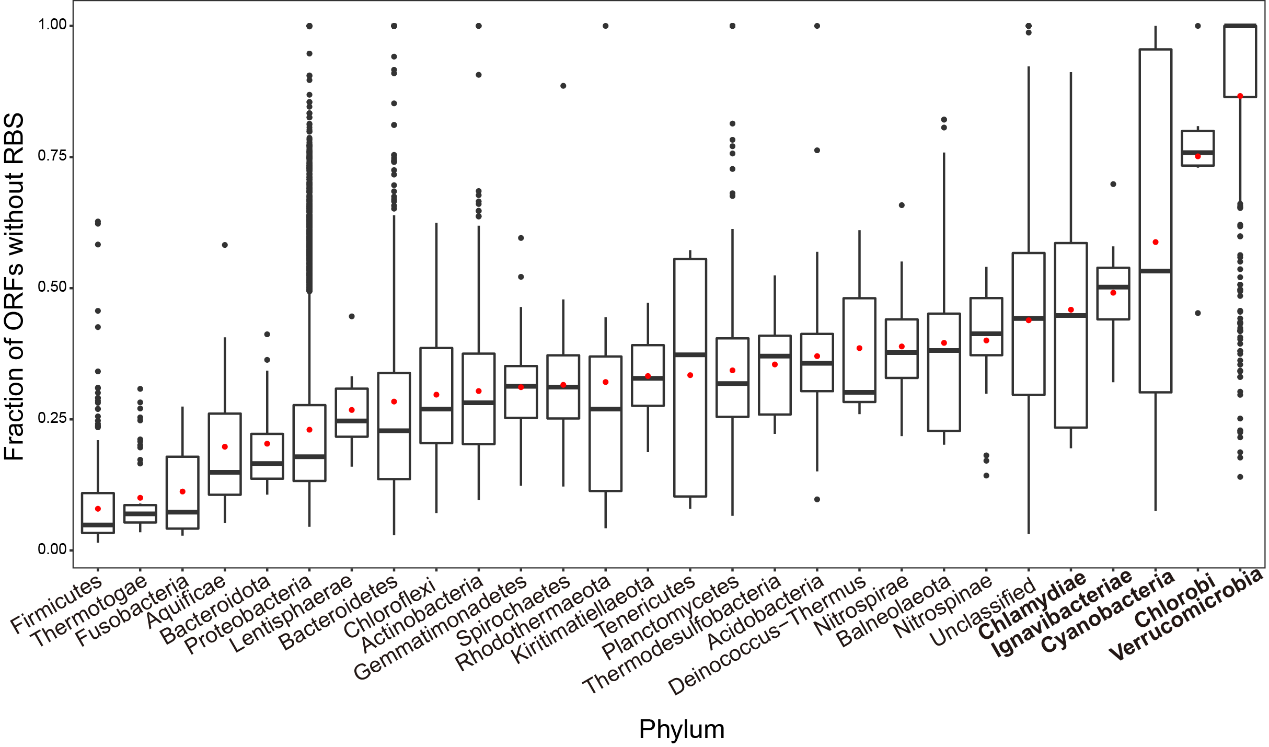 Fraction of ORFs without RBS
1.00
0.75
0.50
0.25
0.00
Firmicutes
Thermotogae
Fusobacteria
Aquificae
Bacteroidota
Proteobacteria
Lentisphaerae
Bacteroidetes
Chloroflexi
Actinobacteria
Gemmatimonadetes
Spirochaetes
Rhodothermaeota
Kiritimatiellaeota
Tenericutes
Planctomycetes
Thermodesulfobacteria
Acidobacteria
Deinococcus-Thermus
Nitrospirae
Balneolaeota
Nitrospinae
Unclassified
Chlamydiae
Ignavibacteriae
Cyanobacteria
Chlorobi
Verrucomicrobia
Phylum